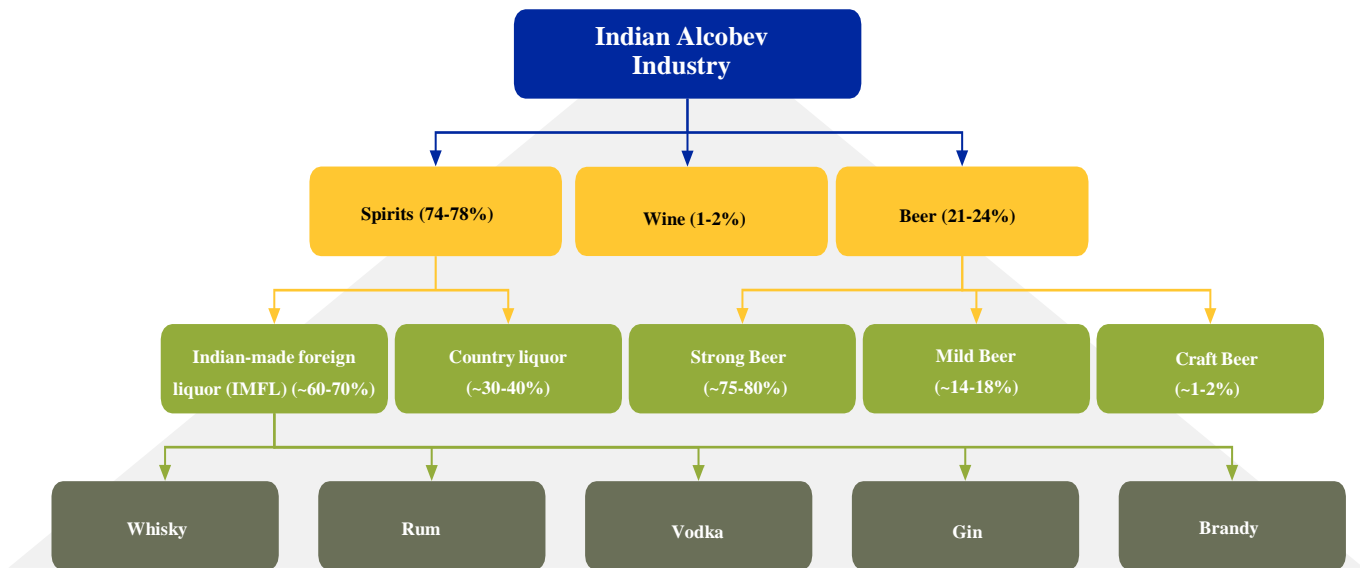 Indian Alcobev
Industry
Spirits (74-78%)
Wine (1-2%)
Beer (21-24%)
Indian-made foreign
liquor (IMFL) (~60-70%)
Country liquor
(~30-40%)
Strong Beer
(~75-80%)
Mild Beer
(~14-18%)
Craft Beer
(~1-2%)
Whisky
Rum
Vodka
Gin
Brandy